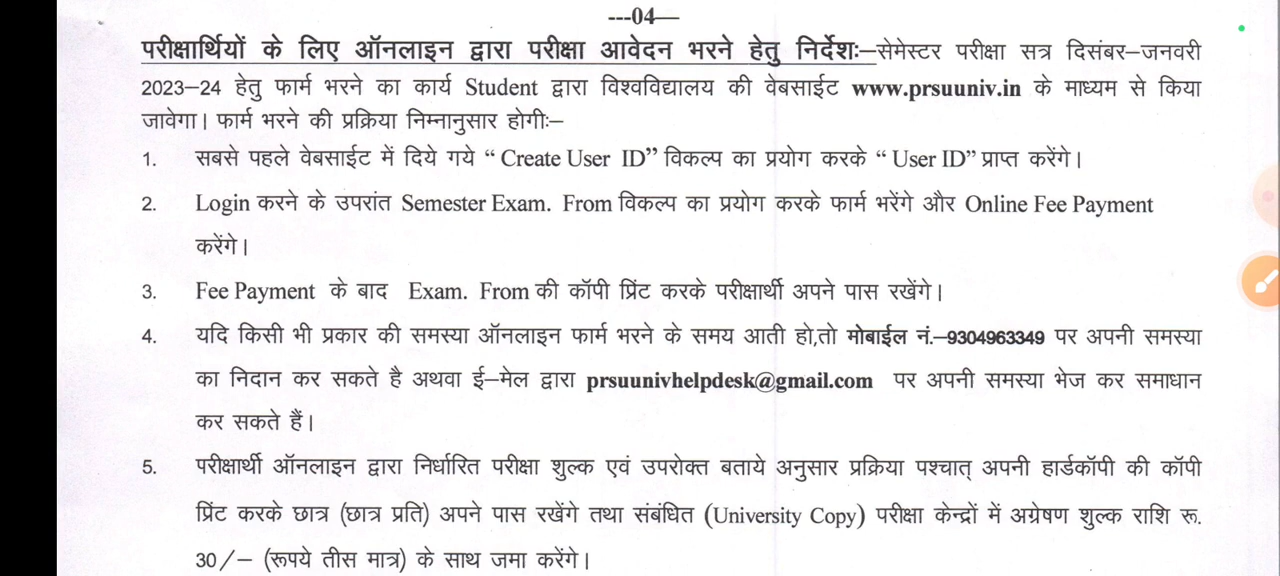 ---04—
परीक्षार्थियों के लिए ऑनलाइन द्वारा परीक्षा आवेदन भरने हेतु निर्देशः–सेमेस्टर परीक्षा सत्र दिसंबर–जनवरी
2023–24 हेतु फार्म भरने का कार्य Student द्वारा विश्वविद्यालय की वेबसाईट www.prsuuniv.in के माध्यम से किया
जावेगा। फार्म भरने की प्रक्रिया निम्नानुसार होगीः–
1. सबसे पहले वेबसाईट में दिये गये “ Create User ID” विकल्प का प्रयोग करके “ User ID” प्राप्त करेंगे।
2. Login करने के उपरांत Semester Exam. From विकल्प का प्रयोग करके फार्म भरेंगे और Online Fee Payment
करेंगे।
3. Fee Payment के बाद Exam. From की कॉपी प्रिंट करके परीक्षार्थी अपने पास रखेंगे।
4. यदि किसी भी प्रकार की समस्या ऑनलाइन फार्म भरने के समय आती हो,तो मोबाईल नं.–9304963349 पर अपनी समस्या
का निदान कर सकते है अथवा ई–मेल द्वारा prsuunivhelpdesk@gmail.com पर अपनी समस्या भेज कर समाधान
कर सकते हैं।
5. परीक्षार्थी ऑनलाइन द्वारा निर्धारित परीक्षा शुल्क एवं उपरोक्त बताये अनुसार प्रक्रिया पश्चात् अपनी हार्डकॉपी की कॉपी
प्रिंट करके छात्र (छात्र प्रति) अपने पास रखेंगे तथा संबंधित (University Copy) परीक्षा केन्द्रों में अग्रेषण शुल्क राशि रू.
30/– (रूपये तीस मात्र) के साथ जमा करेंगे।